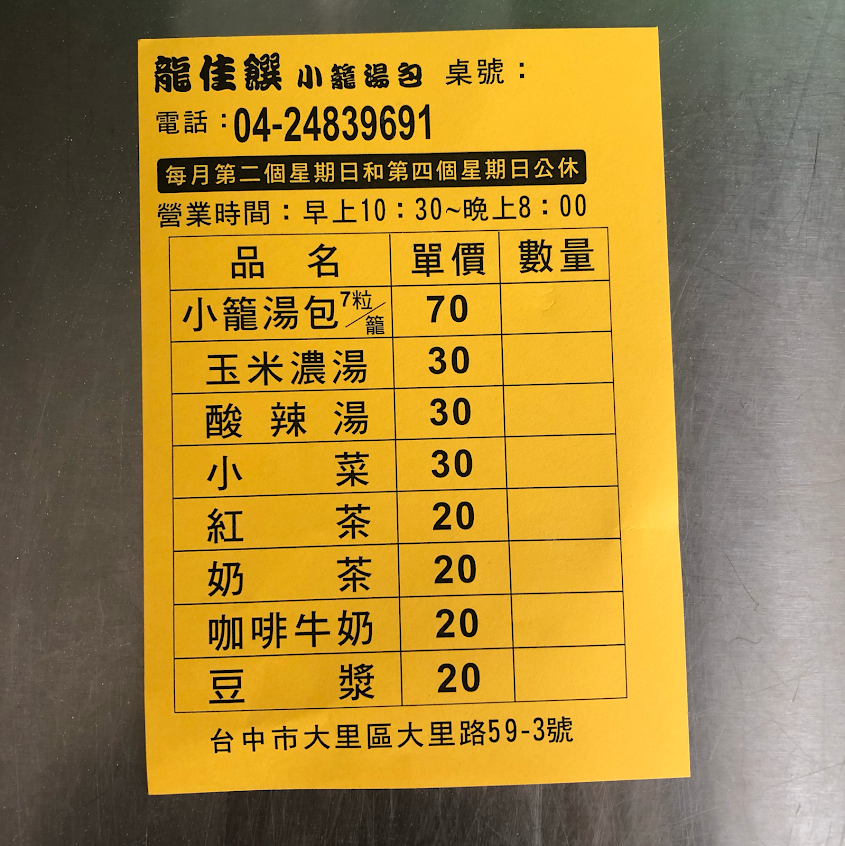 龍佳饌 小籠湯包 桌號：
電話：04-24839691
每月第二個星期日和第四個星期日公休
營業時間：早上10：30~晚上8：00
品名 單價 數量
小籠湯包7粒/籠 70
玉米濃湯 30
酸辣湯 30
小菜 30
紅茶 20
奶茶 20
咖啡牛奶 20
豆漿 20
台中市大里區大里路59-3號